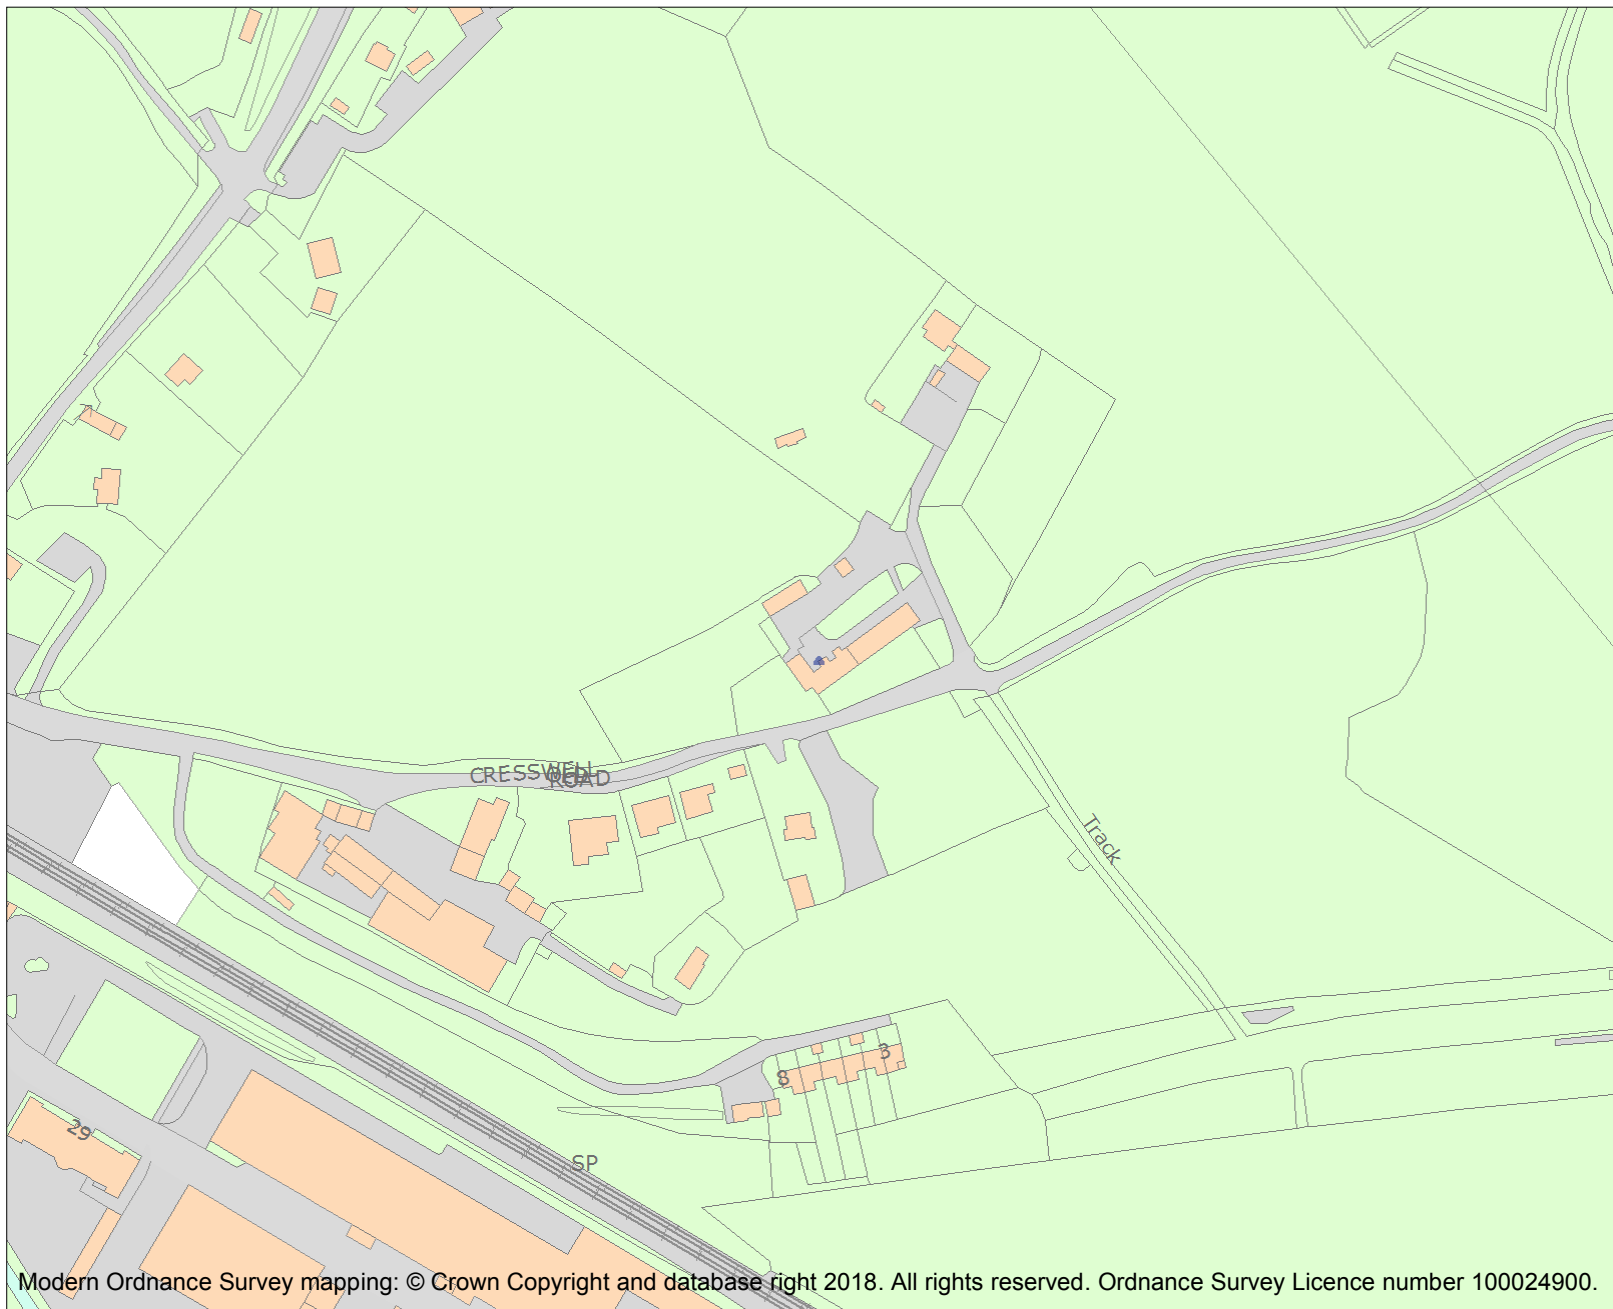 CRESSWELL
ROAD
Track
3
8
29
SP
Modern Ordnance Survey mapping: © Crown Copyright and database right 2018. All rights reserved. Ordnance Survey Licence number 100024900.